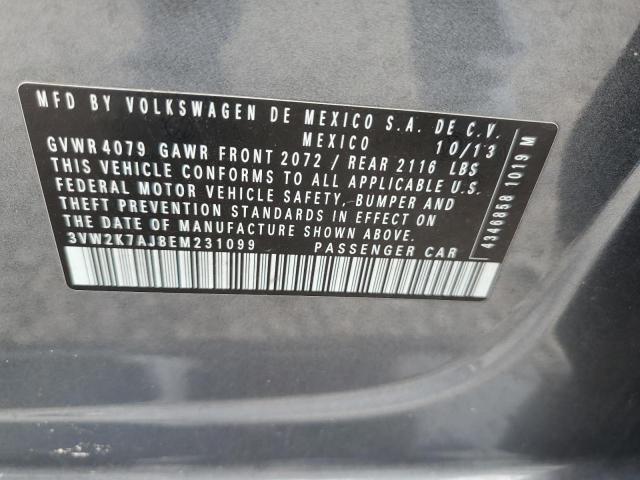 MFD BY VOLKSWAGEN DE MEXICO S.A. DE C.V.
MEXICO 10/13
GVWR 4079 GAWR FRONT 2072 / REAR 2116 LBS
THIS VEHICLE CONFORMS TO ALL APPLICABLE U.S.
FEDERAL MOTOR VEHICLE SAFETY, BUMPER AND
THEFT PREVENTION STANDARDS IN EFFECT ON
THE DATE OF MANUFACTURE SHOWN ABOVE.
3VW2K7AJ8EM231099 PASSENGER CAR
4346858 1019 M